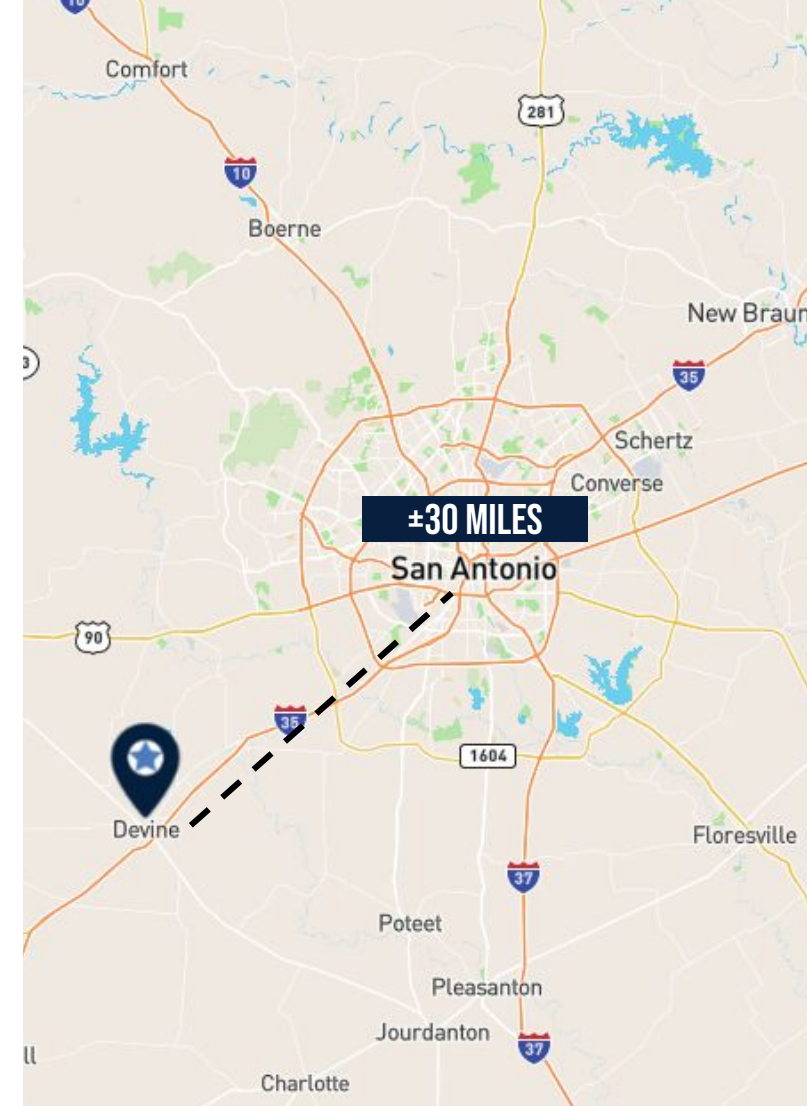 10
Comfort
281
10
Boerne
New Braun
35
Schertz
Converse
±30 MILES
San Antonio
90
35
1604
Devine
Floresville
37
Poteet
Pleasanton
Jourdanton
37
Charlotte